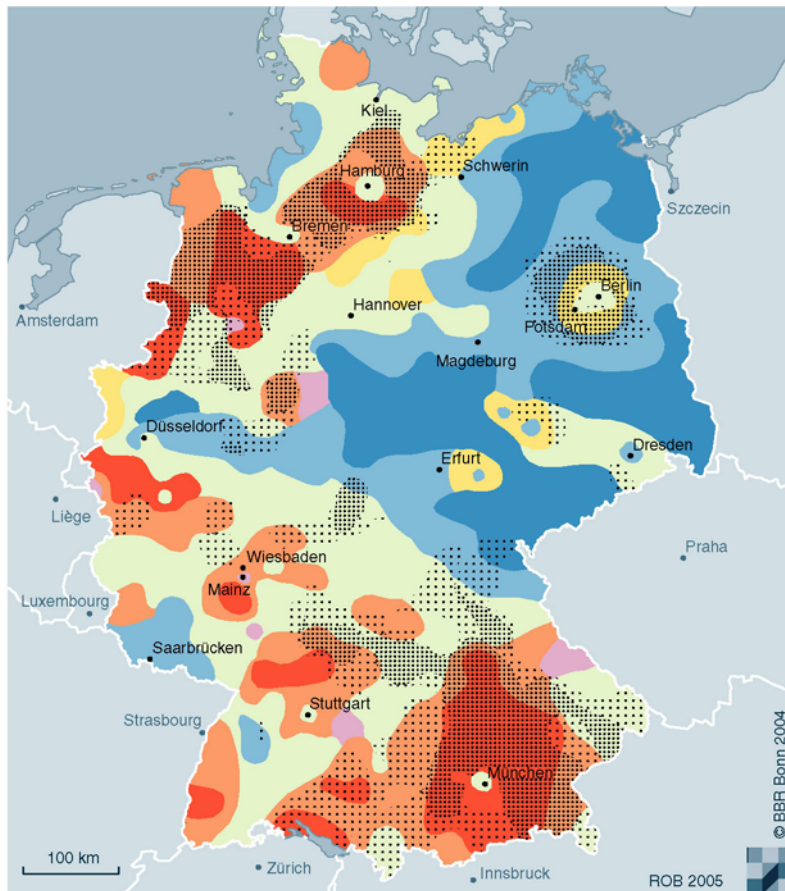 Kiel
Hamburg
Schwerin
Szczecin
Bremen
Berlin
Amsterdam
Hannover
Potsdam
Magdeburg
Düsseldorf
Erfurt
Dresden
Liège
Praha
Wiesbaden
Mainz
Luxembourg
Saarbrücken
Stuttgart
Strasbourg
München
© BBR Bonn 2004
100 km
Zürich
Innsbruck
ROB 2005